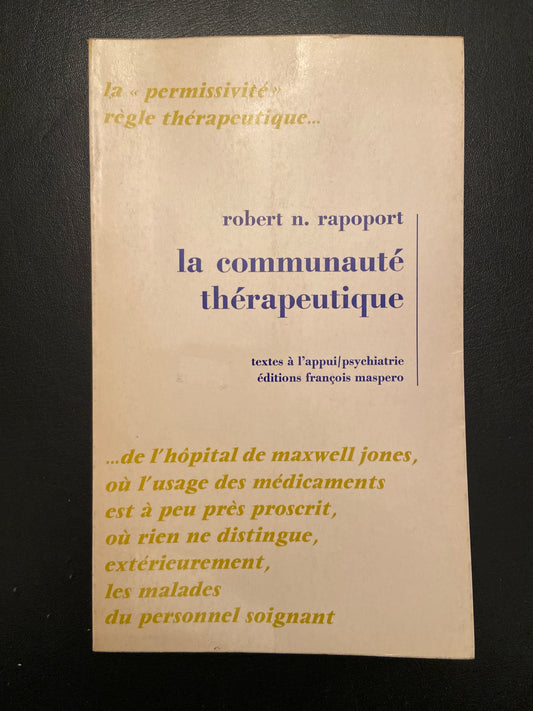 la « permissivité »
règle thérapeutique...
robert n. rapoport
la communauté
thérapeutique
textes à l'appui/psychiatrie
éditions françois maspero
...de l'hôpital de maxwell jones,
où l'usage des médicaments
est à peu près proscrit,
où rien ne distingue,
extérieurement,
les malades
du personnel soignant